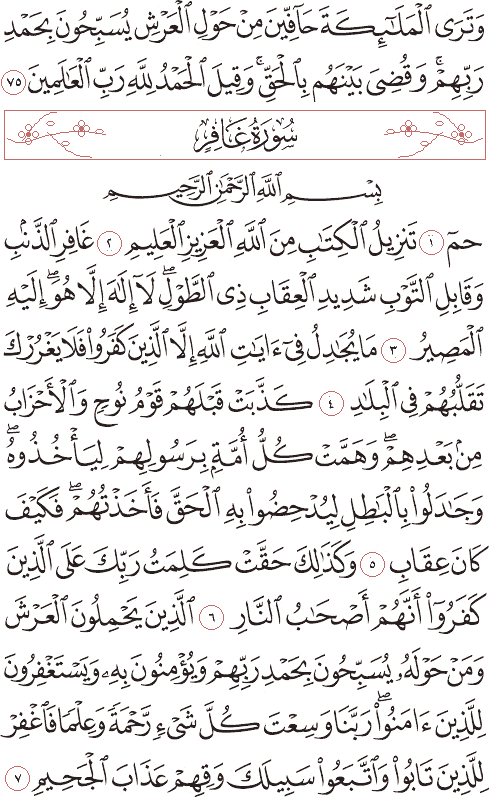 وَتَرَى ٱلْمَلَـٰٓئِكَةَ حَآفِّينَ مِنْ حَوْلِ ٱلْعَرْشِ يُسَبِّحُونَ بِحَمْدِ
رَبِّهِمْ ۖ وَقُضِىَ بَيْنَهُم بِٱلْحَقِّ ۚ وَقِيلَ ٱلْحَمْدُ لِلَّهِ رَبِّ ٱلْعَـٰلَمِينَ ٧٥
سُورَةُ غَافِرٍ
بِسْمِ ٱللَّهِ ٱلرَّحْمَـٰنِ ٱلرَّحِيمِ
حمٓ ١ تَنزِيلُ ٱلْكِتَـٰبِ مِنَ ٱللَّهِ ٱلْعَزِيزِ ٱلْعَلِيمِ ٢ غَافِرِ ٱلذَّنۢبِ
وَقَابِلِ ٱلتَّوْبِ شَدِيدِ ٱلْعِقَابِ ذِى ٱلطَّوْلِ ۖ لَآ إِلَـٰهَ إِلَّا هُوَ ۖ إِلَيْهِ
ٱلْمَصِيرُ ٣ مَا يُجَـٰدِلُ فِىٓ ءَايَـٰتِ ٱللَّهِ إِلَّا ٱلَّذِينَ كَفَرُوا۟ فَلَا يَغْرُرْكَ
تَقَلُّبُهُمْ فِى ٱلْبِلَـٰدِ ٤ كَذَّبَتْ قَبْلَهُمْ قَوْمُ نُوحٍ وَٱلْأَحْزَابُ
مِنۢ بَعْدِهِمْ ۖ وَهَمَّتْ كُلُّ أُمَّةٍۭ بِرَسُولِهِمْ لِيَأْخُذُوهُ ۖ
وَجَـٰدَلُوا۟ بِٱلْبَـٰطِلِ لِيُدْحِضُوا۟ بِهِ ٱلْحَقَّ فَأَخَذْتُهُمْ ۖ فَكَيْفَ
كَانَ عِقَابِ ٥ وَكَذَٰلِكَ حَقَّتْ كَلِمَتُ رَبِّكَ عَلَى ٱلَّذِينَ
كَفَرُوٓا۟ أَنَّهُمْ أَصْحَـٰبُ ٱلنَّارِ ٦ ٱلَّذِينَ يَحْمِلُونَ ٱلْعَرْشَ
وَمَنْ حَوْلَهُۥ يُسَبِّحُونَ بِحَمْدِ رَبِّهِمْ وَيُؤْمِنُونَ بِهِۦ وَيَسْتَغْفِرُونَ
لِلَّذِينَ ءَامَنُوا۟ ۖ رَبَّنَا وَسِعْتَ كُلَّ شَىْءٍ رَّحْمَةً وَعِلْمًا فَٱغْفِرْ
لِلَّذِينَ تَابُوا۟ وَٱتَّبَعُوا۟ سَبِيلَكَ وَقِهِمْ عَذَابَ ٱلْجَحِيمِ ٧